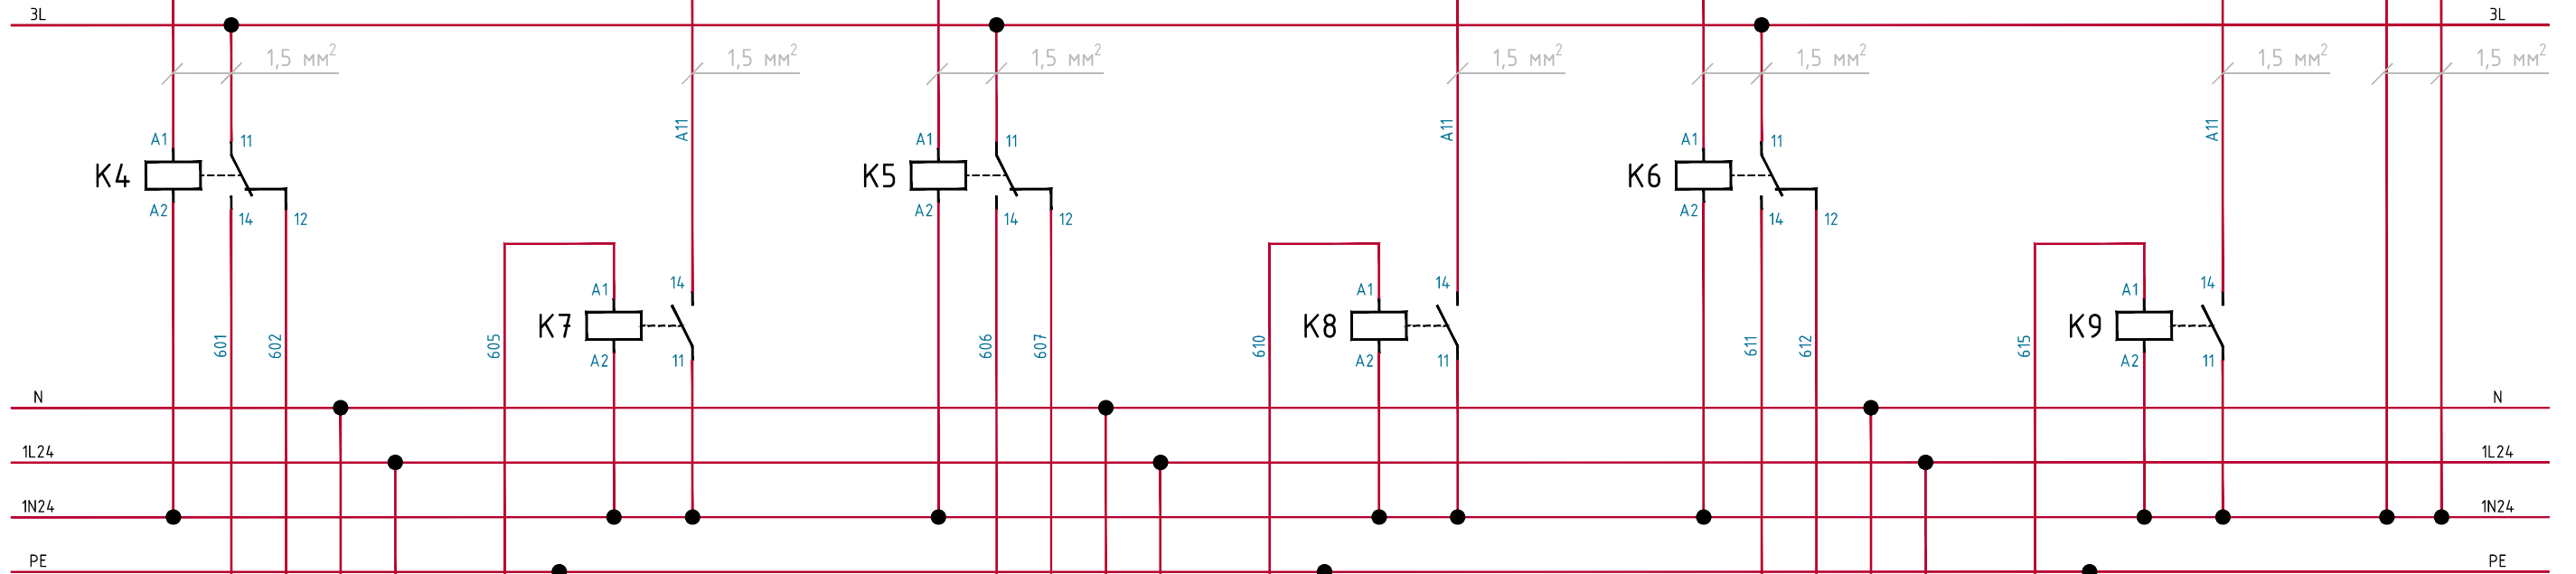 3L 3L
1,5 мм² 1,5 мм² 1,5 мм² 1,5 мм² 1,5 мм² 1,5 мм² 1,5 мм²
A11 A11 A11
A1 11 A1 11 A1 11
K4 K5 K6
A2 14 12 A2 14 12 A2 14 12
A1 14 A1 14 A1 14
K7 K8 K9
601 602 605 606 607 610 611 612 615
A2 11 A2 11 A2 11
N N
1L24 1L24
1N24 1N24
PE PE